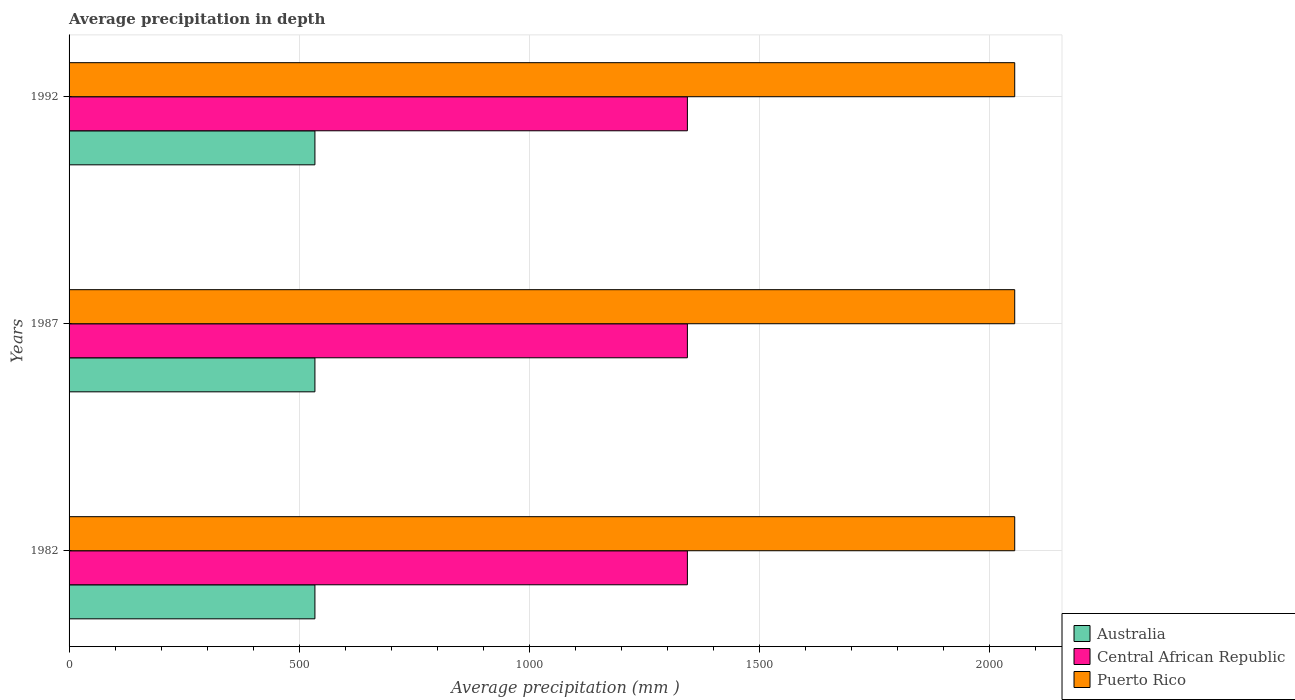 Average precipitation in depth
1992
1987
1982
Years
0
500
1000
1500
2000
Average precipitation (mm )
Australia
Central African Republic
Puerto Rico